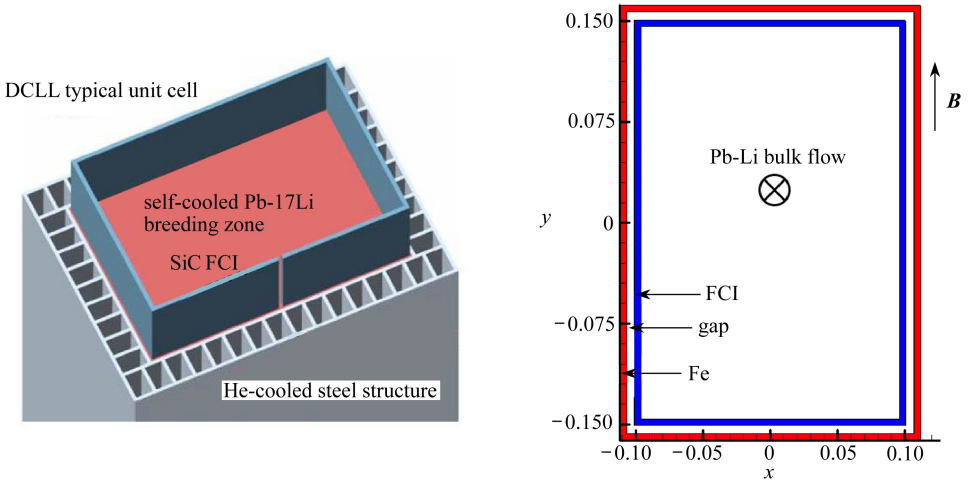 DCLL typical unit cell
self-cooled Pb-17Li
breeding zone
SiC FCI
He-cooled steel structure
0.150
0.075
y
0
−0.075
−0.150
−0.10
−0.05
0
0.05
0.10
x
B
Pb-Li bulk flow
FCI
gap
Fe